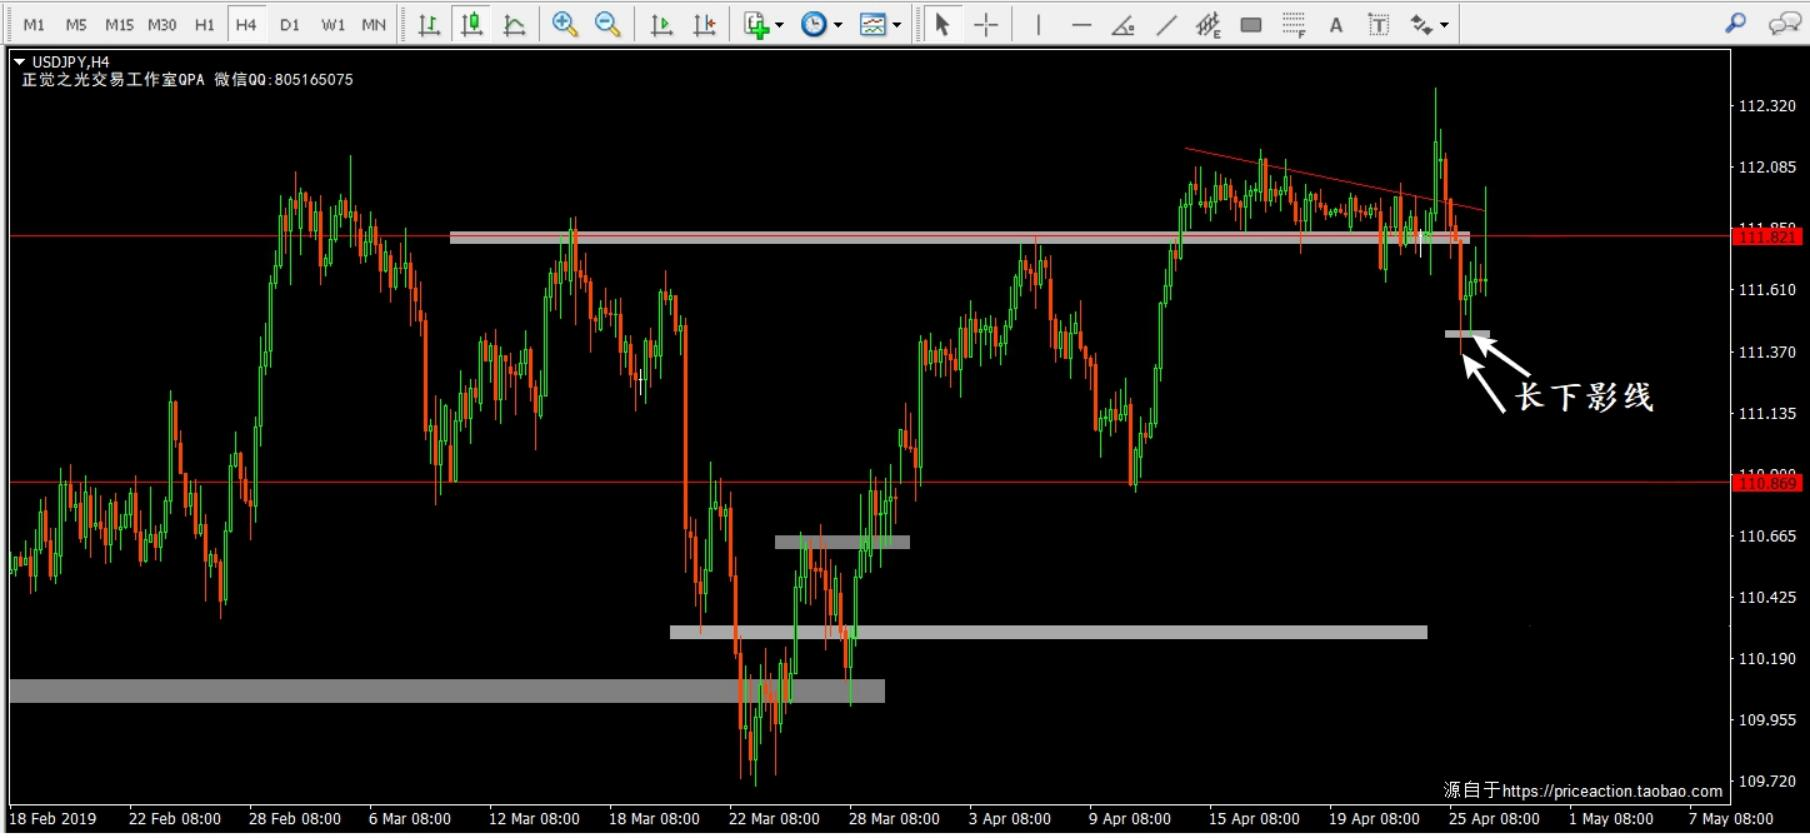 M1 M5 M15 M30 H1 H4 D1 W1 MN
USDJPY,H4
正觉之光交易工作室QPA 微信QQ:805165075
112.320
112.085
111.821
111.610
111.370
长下影线
111.135
110.869
110.665
110.425
110.190
109.955
109.720
源自于https://priceaction.taobao.com
18 Feb 2019 22 Feb 08:00 28 Feb 08:00 6 Mar 08:00 12 Mar 08:00 18 Mar 08:00 22 Mar 08:00 28 Mar 08:00 3 Apr 08:00 9 Apr 08:00 15 Apr 08:00 19 Apr 08:00 25 Apr 08:00 1 May 08:00 7 May 08:00